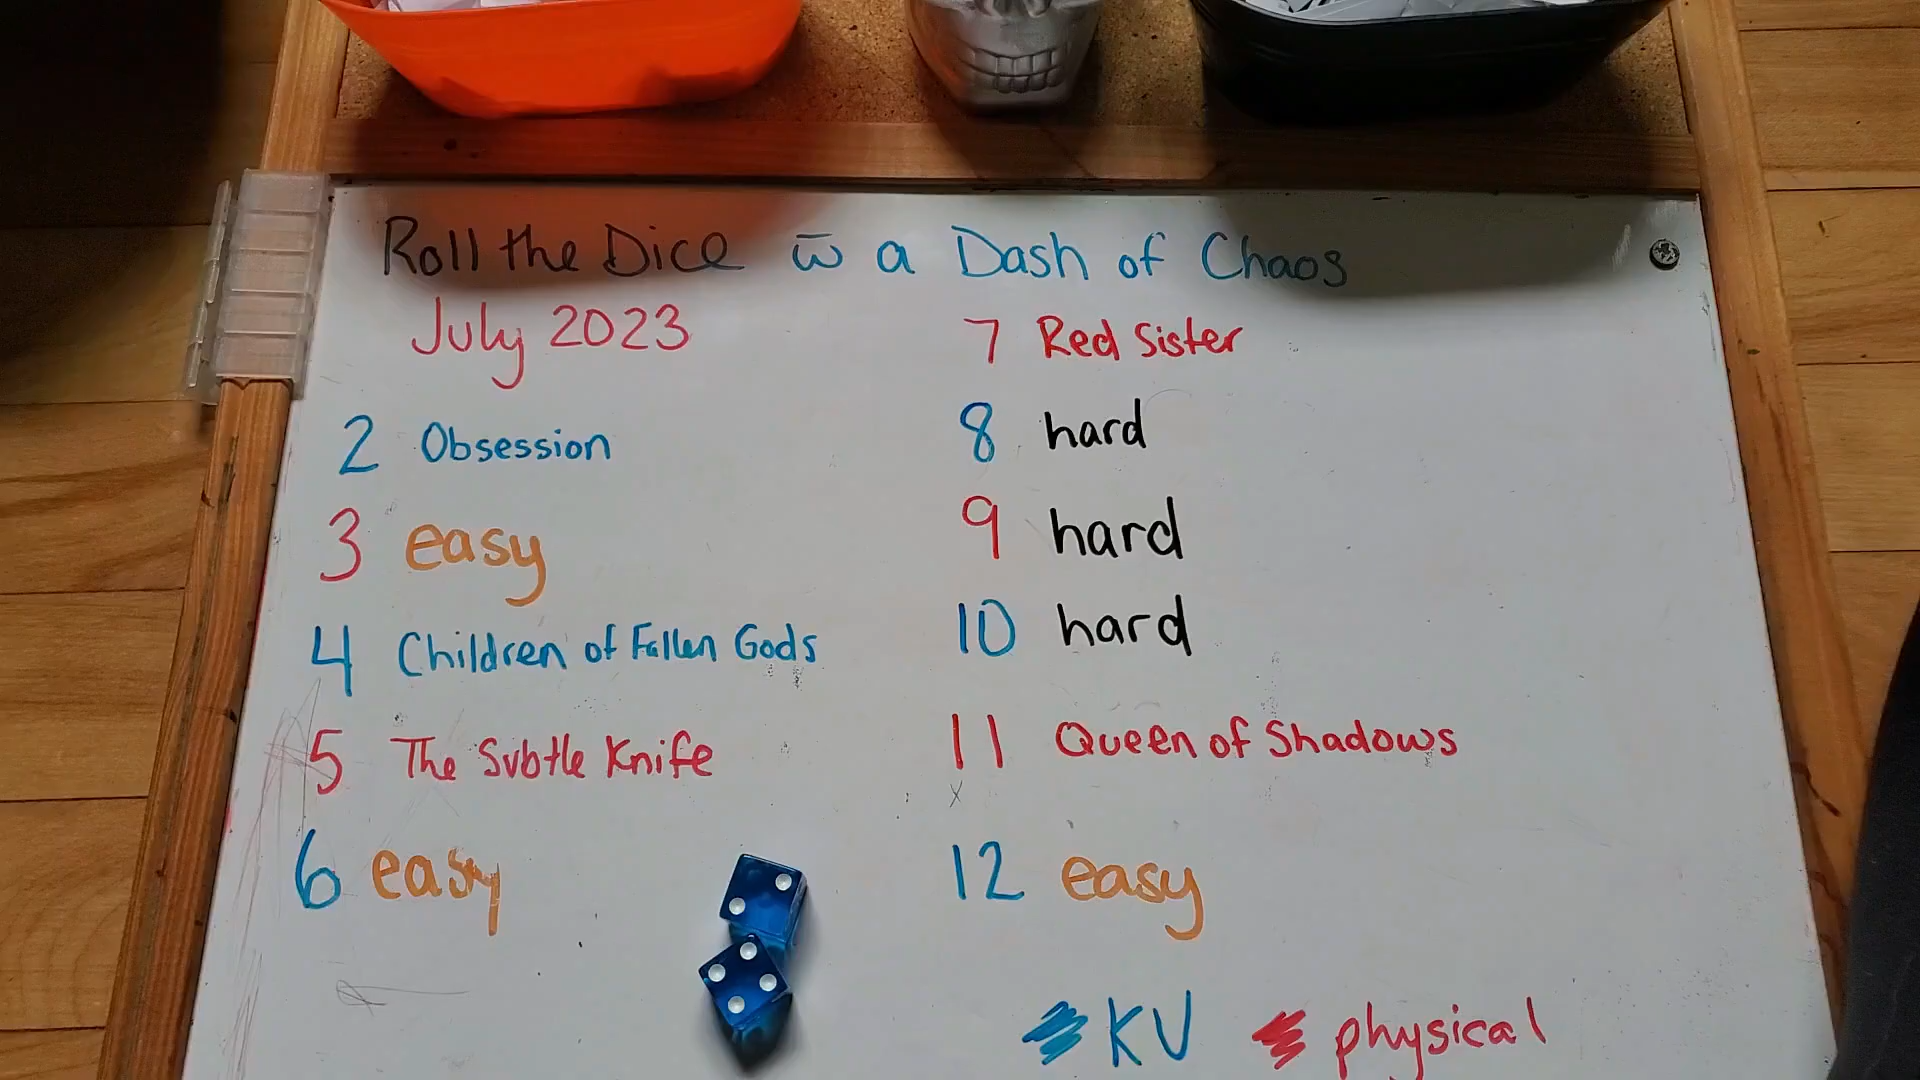 Roll the Dice w̄ a Dash of Chaos
July 2023
2 Obsession
3 easy
4 Children of Fallen Gods
5 The Subtle Knife
6 easy
7 Red Sister
8 hard
9 hard
10 hard
11 Queen of Shadows
12 easy
KU physical